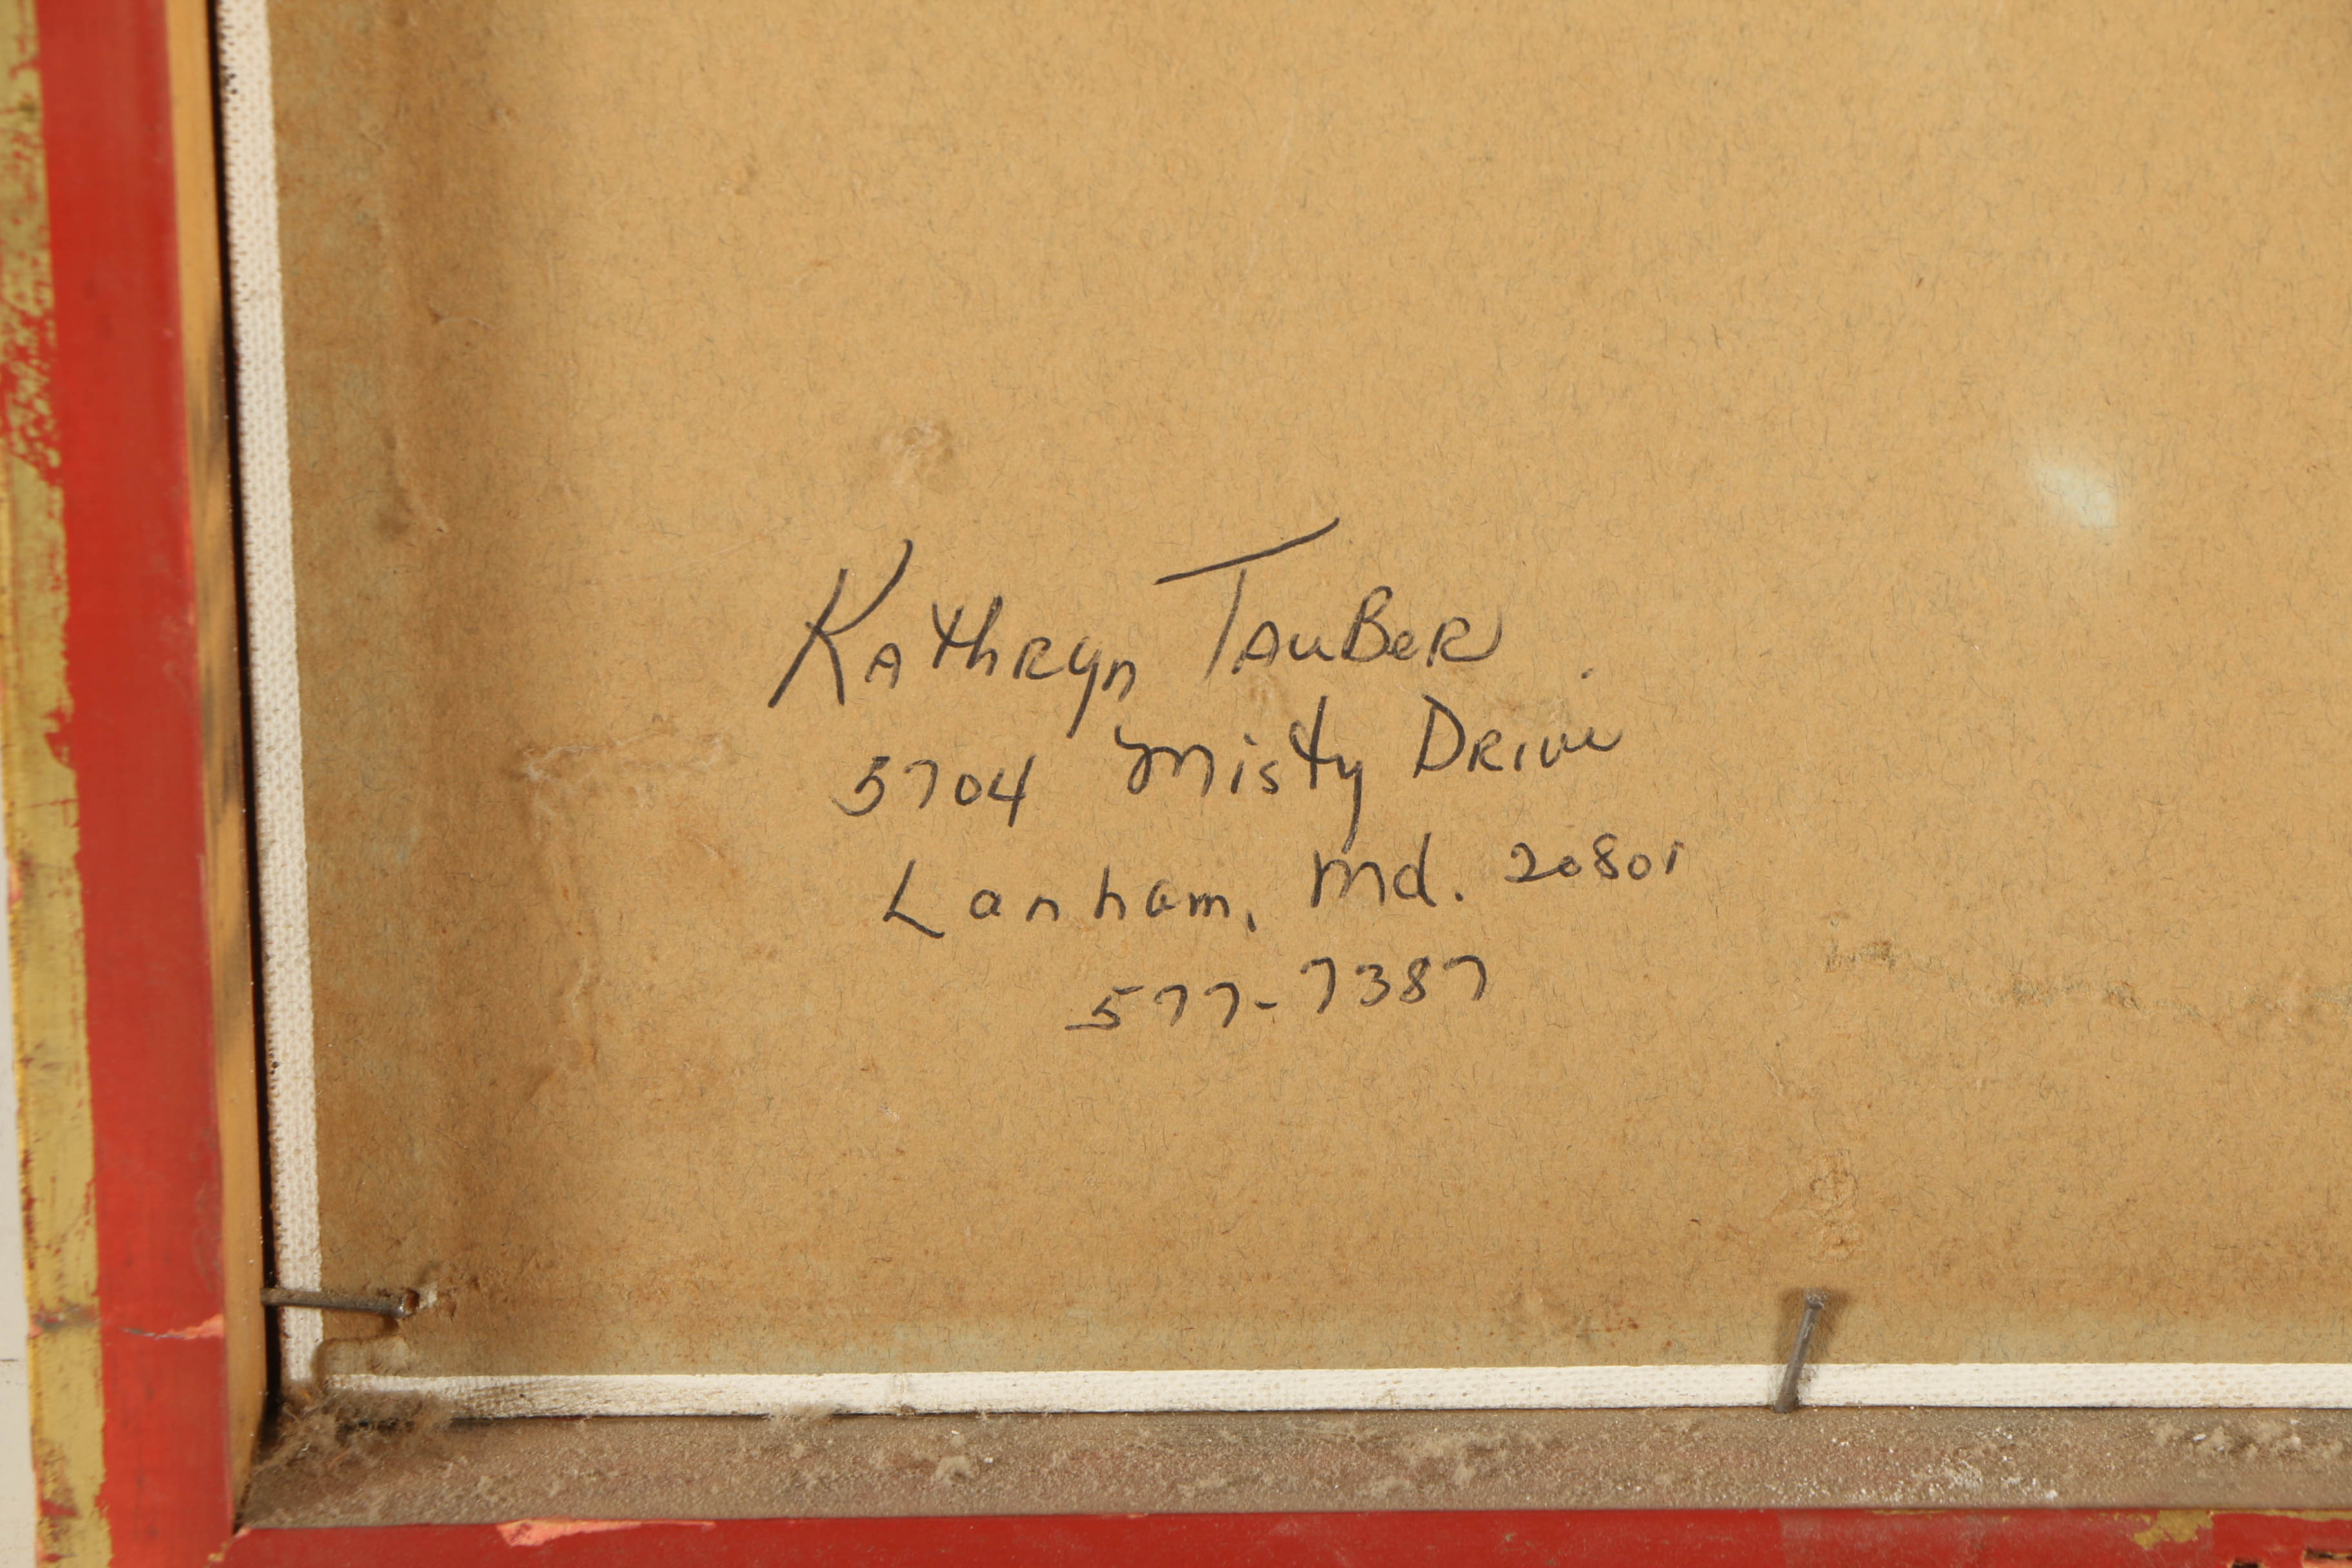 Kathryn Tauber
5704 Misty Drive
Lanham, Md. 20801
577-7387